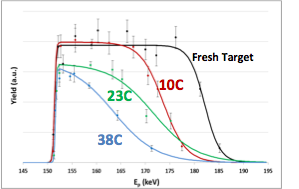 Yield (a.u.)
Fresh Target
10C
23C
38C
145 150 155 160 165 170 175 180 185 190 195
Ep (keV)